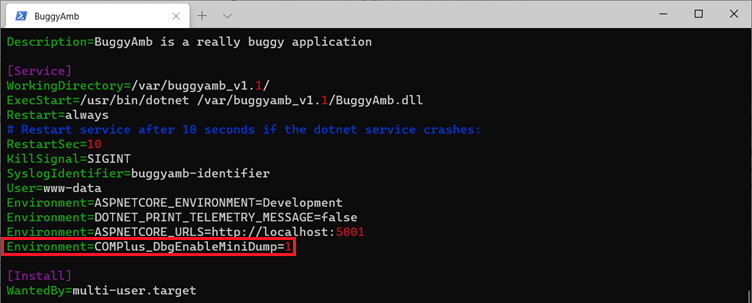 BuggyAmb
Description=BuggyAmb is a really buggy application
[Service]
WorkingDirectory=/var/buggyamb_v1.1/
ExecStart=/usr/bin/dotnet /var/buggyamb_v1.1/BuggyAmb.dll
Restart=always
# Restart service after 10 seconds if the dotnet service crashes:
RestartSec=10
KillSignal=SIGINT
SyslogIdentifier=buggyamb-identifier
User=www-data
Environment=ASPNETCORE_ENVIRONMENT=Development
Environment=DOTNET_PRINT_TELEMETRY_MESSAGE=false
Environment=ASPNETCORE_URLS=http://localhost:5001
Environment=COMPlus_DbgEnableMiniDump=1
[Install]
WantedBy=multi-user.target